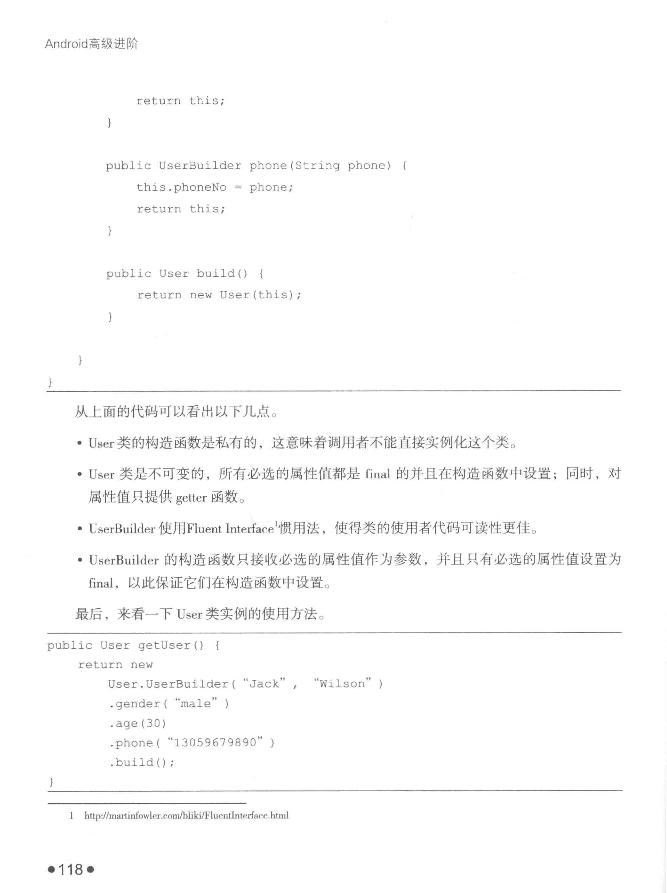 Android高级进阶
return this;
}
public UserBuilder phone(String phone) {
this.phoneNo = phone;
return this;
}
public User build() {
return new User(this);
}
}
}
从上面的代码可以看出以下几点。
• User 类的构造函数是私有的，这意味着调用者不能直接实例化这个类。
• User 类是不可变的，所有必选的属性值都是 final 的并且在构造函数中设置；同时，对
属性值只提供 getter 函数。
• UserBuilder 使用Fluent Interface¹惯用法，使得类的使用者代码可读性更佳。
• UserBuilder 的构造函数只接收必选的属性值作为参数，并且只有必选的属性值设置为
final，以此保证它们在构造函数中设置。
最后，来看一下 User 类实例的使用方法。
public User getUser() {
return new
User.UserBuilder(“Jack”, “Wilson”)
.gender(“male”)
.age(30)
.phone(“13059679890”)
.build();
}
1 http://martinfowler.com/bliki/FluentInterface.html
●118●